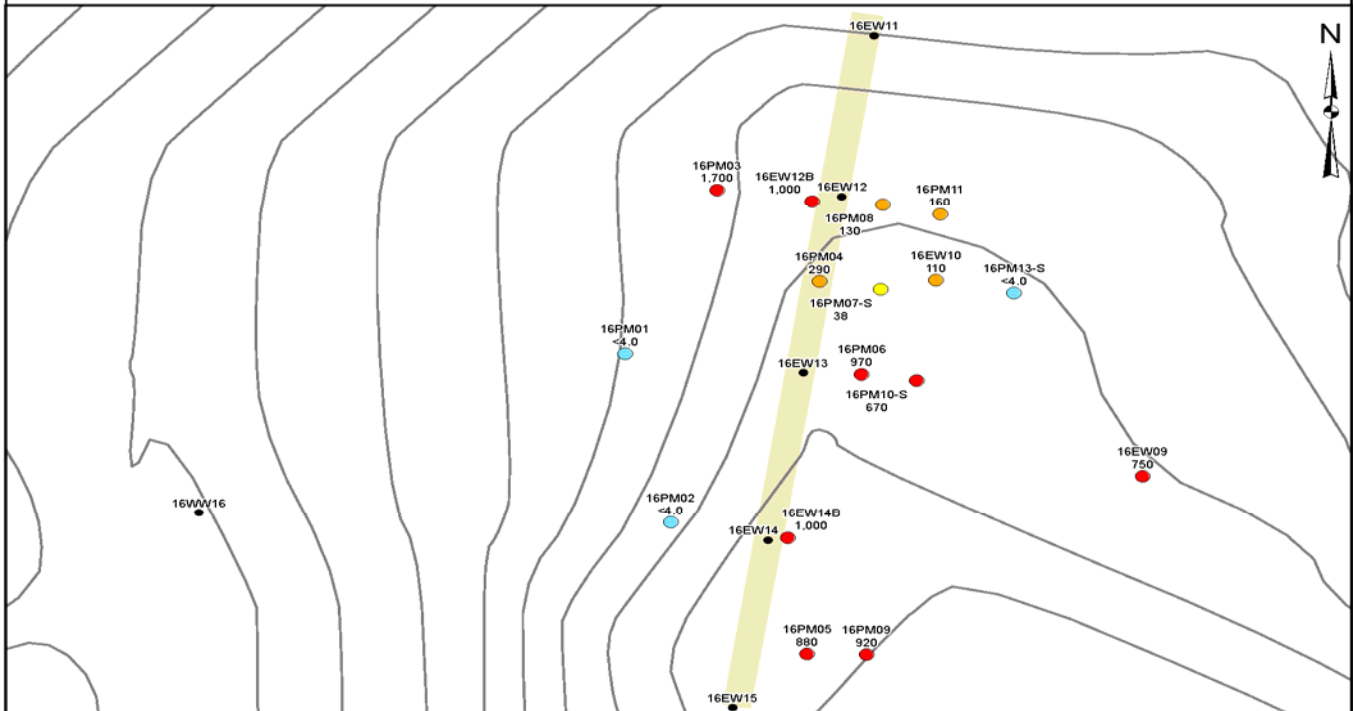 16EW11
N
16PM03
1,700
16EW12B
1,000
16EW12
16PM11
160
16PM08
130
16PM04
290
16EW10
110
16PM13-S
<4.0
16PM07-S
38
16PM01
<4.0
16EW13
16PM06
970
16PM10-S
670
16EW09
750
16WW16
16PM02
<4.0
16EW14B
1,000
16EW14
16PM05
880
16PM09
920
16EW15